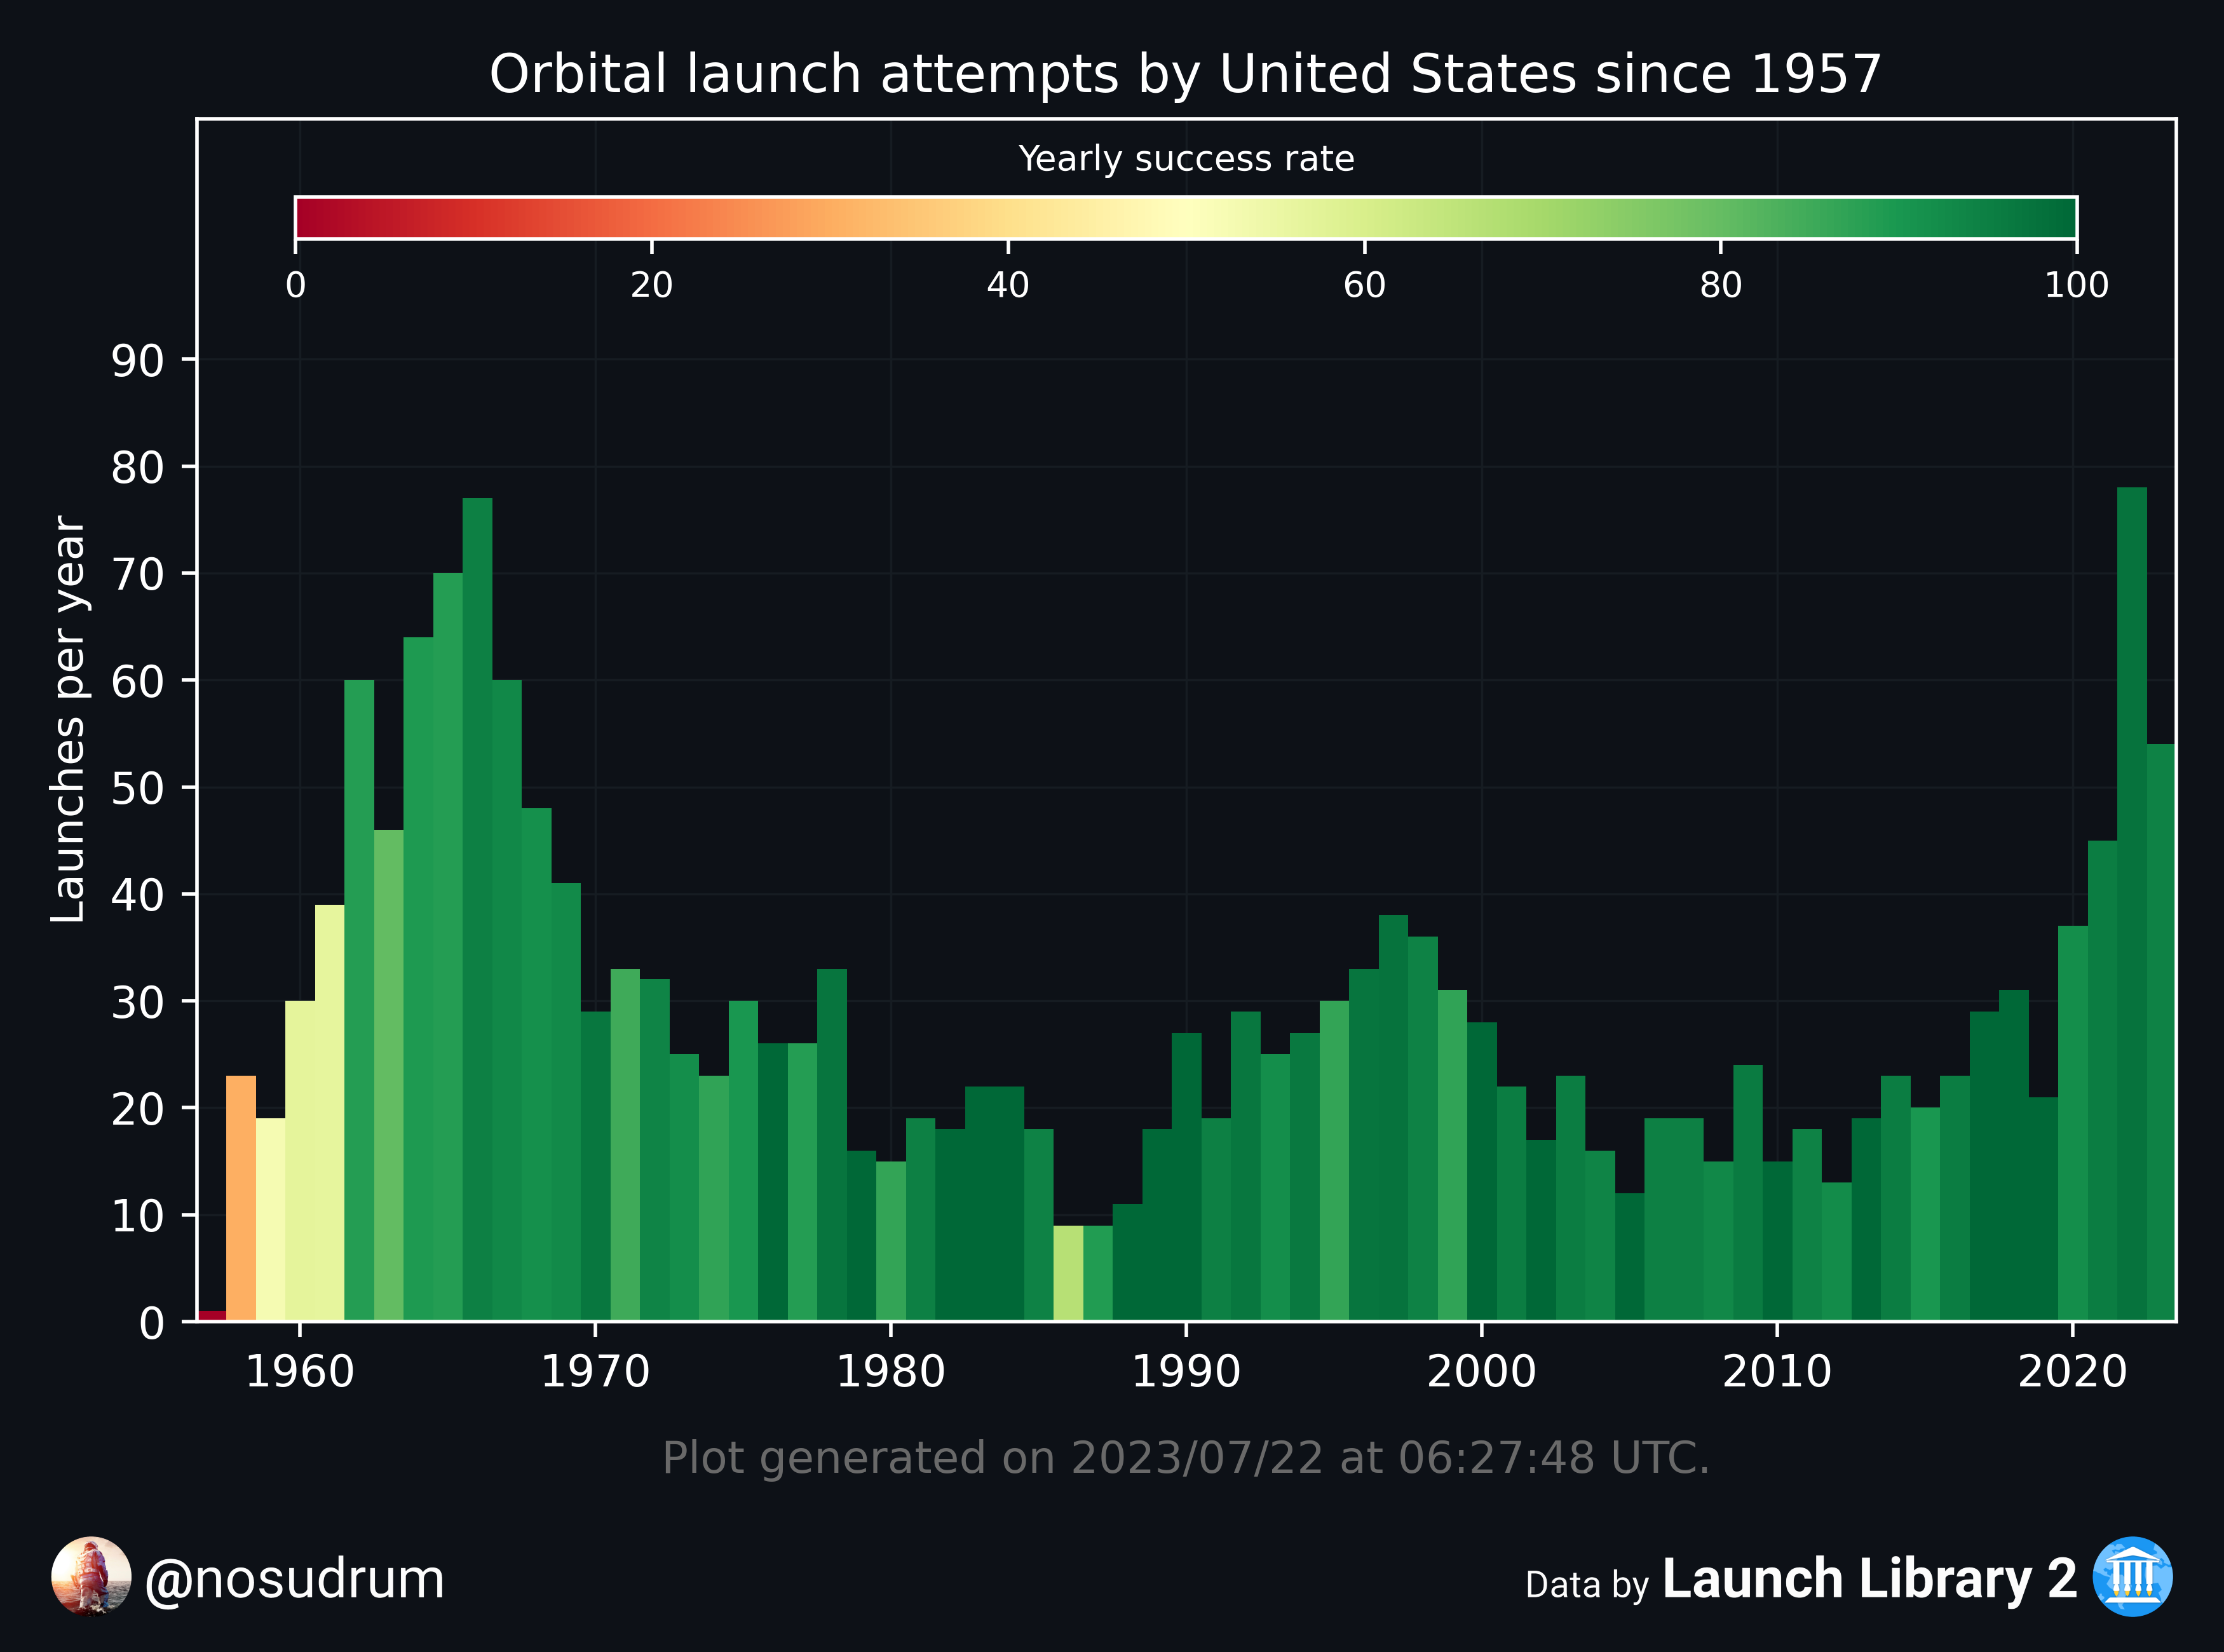 Orbital launch attempts by United States since 1957
Yearly success rate
0 20 40 60 80 100
Launches per year
90
80
70
60
50
40
30
20
10
0
1960 1970 1980 1990 2000 2010 2020
Plot generated on 2023/07/22 at 06:27:48 UTC.
@nosudrum
Data by Launch Library 2